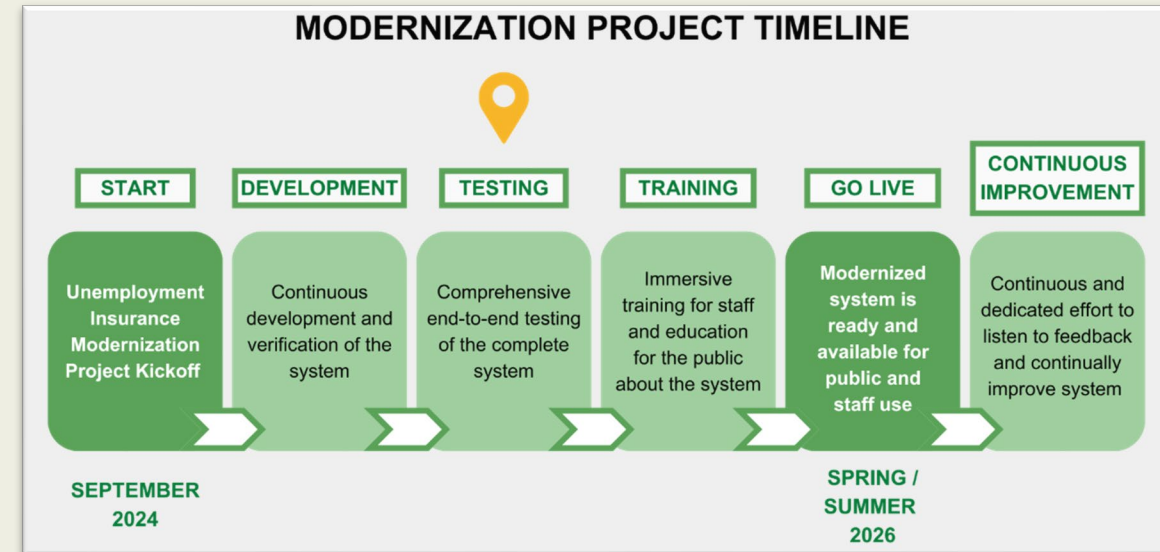 MODERNIZATION PROJECT TIMELINE
START
Unemployment
Insurance
Modernization
Project Kickoff
SEPTEMBER
2024
DEVELOPMENT
Continuous
development and
verification of the
system
TESTING
Comprehensive
end-to-end testing
of the complete
system
TRAINING
Immersive
training for staff
and education
for the public
about the system
GO LIVE
Modernized
system is
ready and
available for
public and
staff use
SPRING /
SUMMER
2026
CONTINUOUS
IMPROVEMENT
Continuous and
dedicated effort to
listen to feedback
and continually
improve system